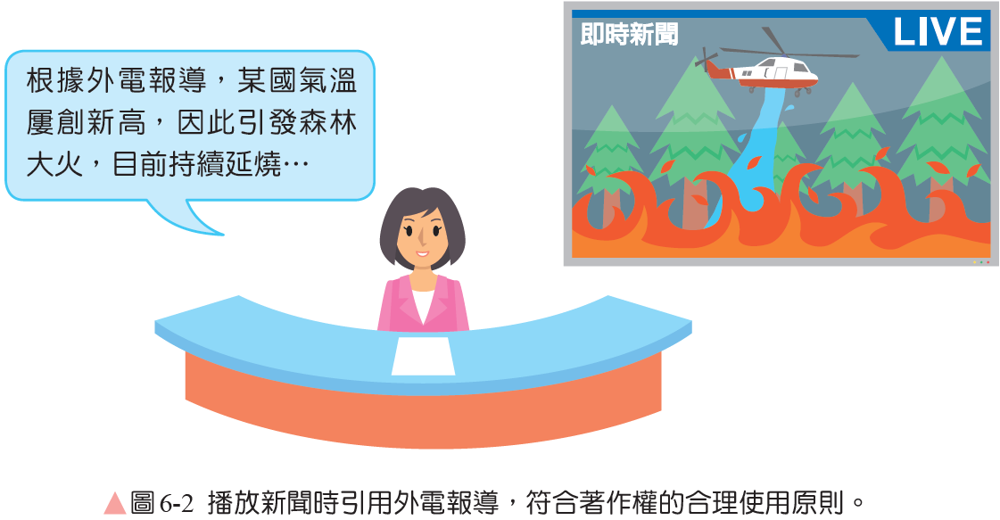 即時新聞
LIVE
根據外電報導，某國氣溫
屢創新高，因此引發森林
大火，目前持續延燒…
▲圖6-2 播放新聞時引用外電報導，符合著作權的合理使用原則。